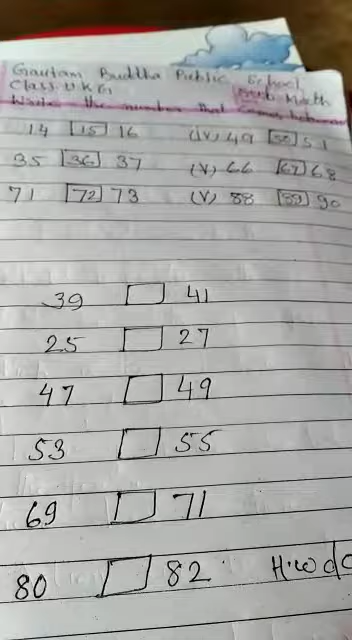 Gautam Buddha Public School
Class U.K.G Sub Math
Write the number that Comes between
14 15 16 (iv) 49 50 51
35 36 37 (V) 66 67 68
71 72 73 (V) 88 89 90
39 41
25 27
47 49
53 55
69 71
80 82 H.w